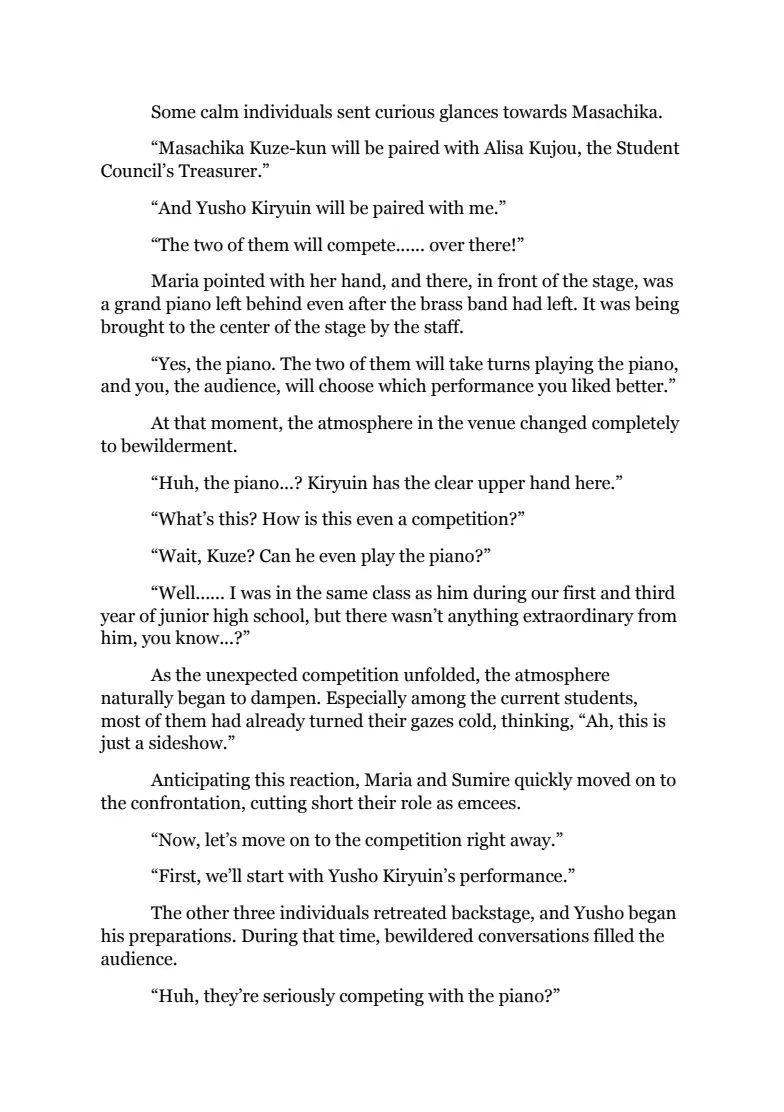 Some calm individuals sent curious glances towards Masachika.
“Masachika Kuze-kun will be paired with Alisa Kujou, the Student
Council’s Treasurer.”
“And Yusho Kiryuin will be paired with me.”
“The two of them will compete...... over there!”
Maria pointed with her hand, and there, in front of the stage, was
a grand piano left behind even after the brass band had left. It was being
brought to the center of the stage by the staff.
“Yes, the piano. The two of them will take turns playing the piano,
and you, the audience, will choose which performance you liked better.”
At that moment, the atmosphere in the venue changed completely
to bewilderment.
“Huh, the piano...? Kiryuin has the clear upper hand here.”
“What’s this? How is this even a competition?”
“Wait, Kuze? Can he even play the piano?”
“Well...... I was in the same class as him during our first and third
year of junior high school, but there wasn’t anything extraordinary from
him, you know...?”
As the unexpected competition unfolded, the atmosphere
naturally began to dampen. Especially among the current students,
most of them had already turned their gazes cold, thinking, “Ah, this is
just a sideshow.”
Anticipating this reaction, Maria and Sumire quickly moved on to
the confrontation, cutting short their role as emcees.
“Now, let’s move on to the competition right away.”
“First, we’ll start with Yusho Kiryuin’s performance.”
The other three individuals retreated backstage, and Yusho began
his preparations. During that time, bewildered conversations filled the
audience.
“Huh, they’re seriously competing with the piano?”